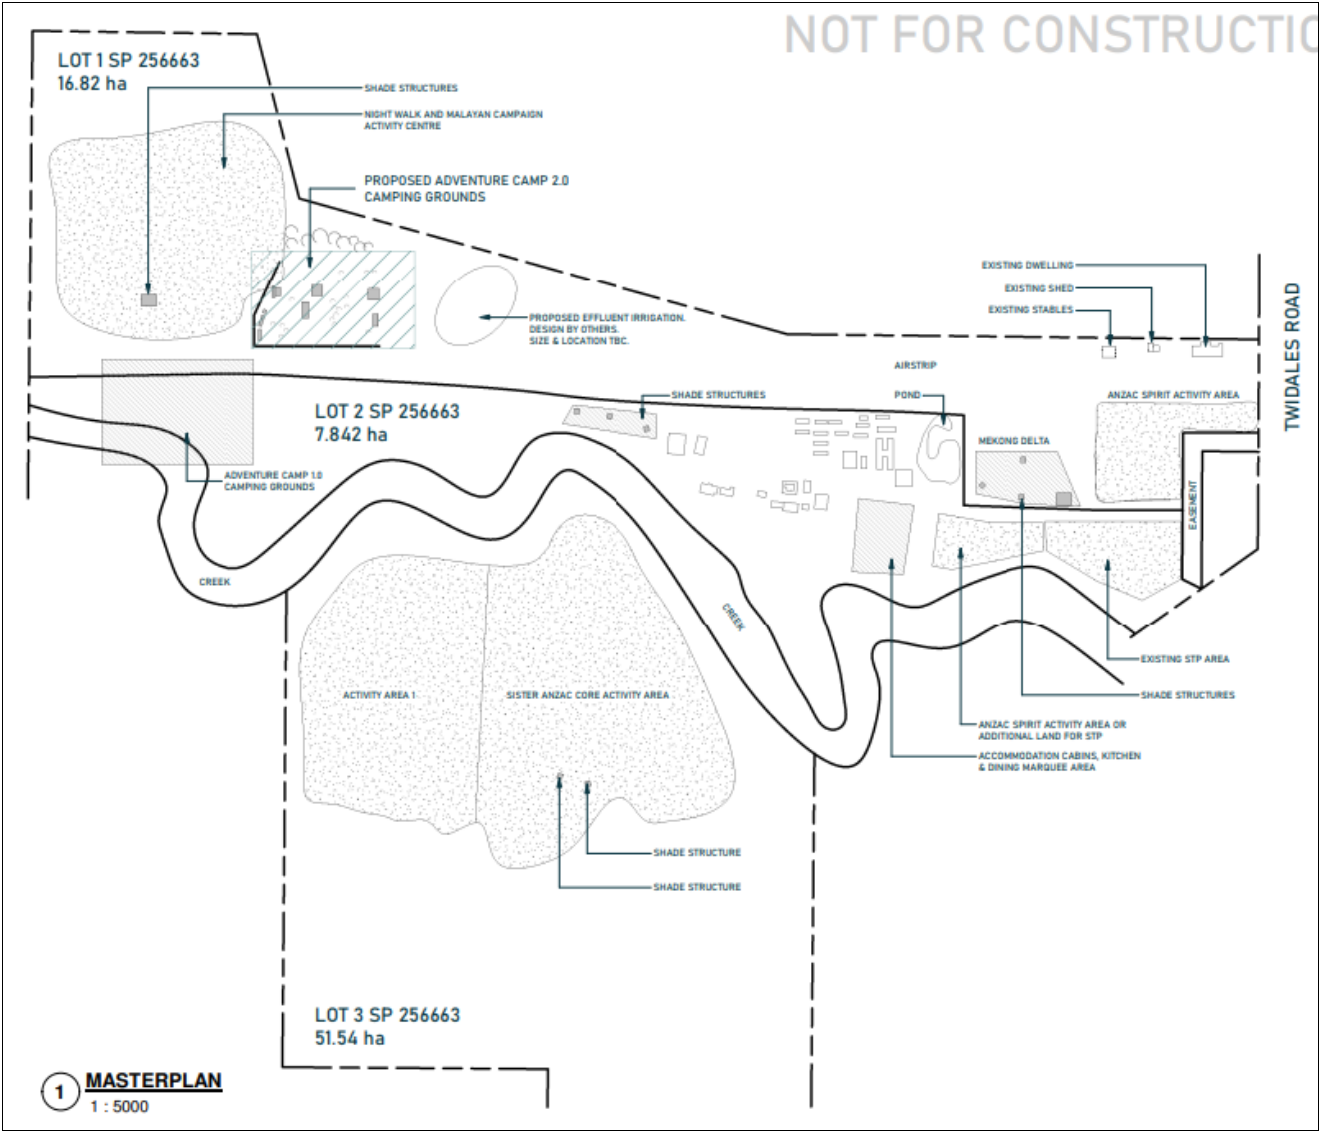 NOT FOR CONSTRUCTIO
LOT 1 SP 256663
16.82 ha
SHADE STRUCTURES
NIGHT WALK AND MALAYAN CAMPAIGN
ACTIVITY CENTRE
PROPOSED ADVENTURE CAMP 2.0
CAMPING GROUNDS
EXISTING DWELLING
EXISTING SHED
EXISTING STABLES
TWIDALES ROAD
PROPOSED EFFLUENT IRRIGATION.
DESIGN BY OTHERS.
SIZE & LOCATION TBC.
AIRSTRIP
SHADE STRUCTURES
POND
ANZAC SPIRIT ACTIVITY AREA
LOT 2 SP 256663
7.842 ha
MEKONG DELTA
ADVENTURE CAMP 1.0
CAMPING GROUNDS
EASEMENT
CREEK
CREEK
EXISTING STP AREA
ACTIVITY AREA 1
SISTER ANZAC CORE ACTIVITY AREA
SHADE STRUCTURES
ANZAC SPIRIT ACTIVITY AREA OR
ADDITIONAL LAND FOR STP
ACCOMMODATION CABINS, KITCHEN
& DINING MARQUEE AREA
SHADE STRUCTURE
SHADE STRUCTURE
LOT 3 SP 256663
51.54 ha
1 MASTERPLAN
1 : 5000